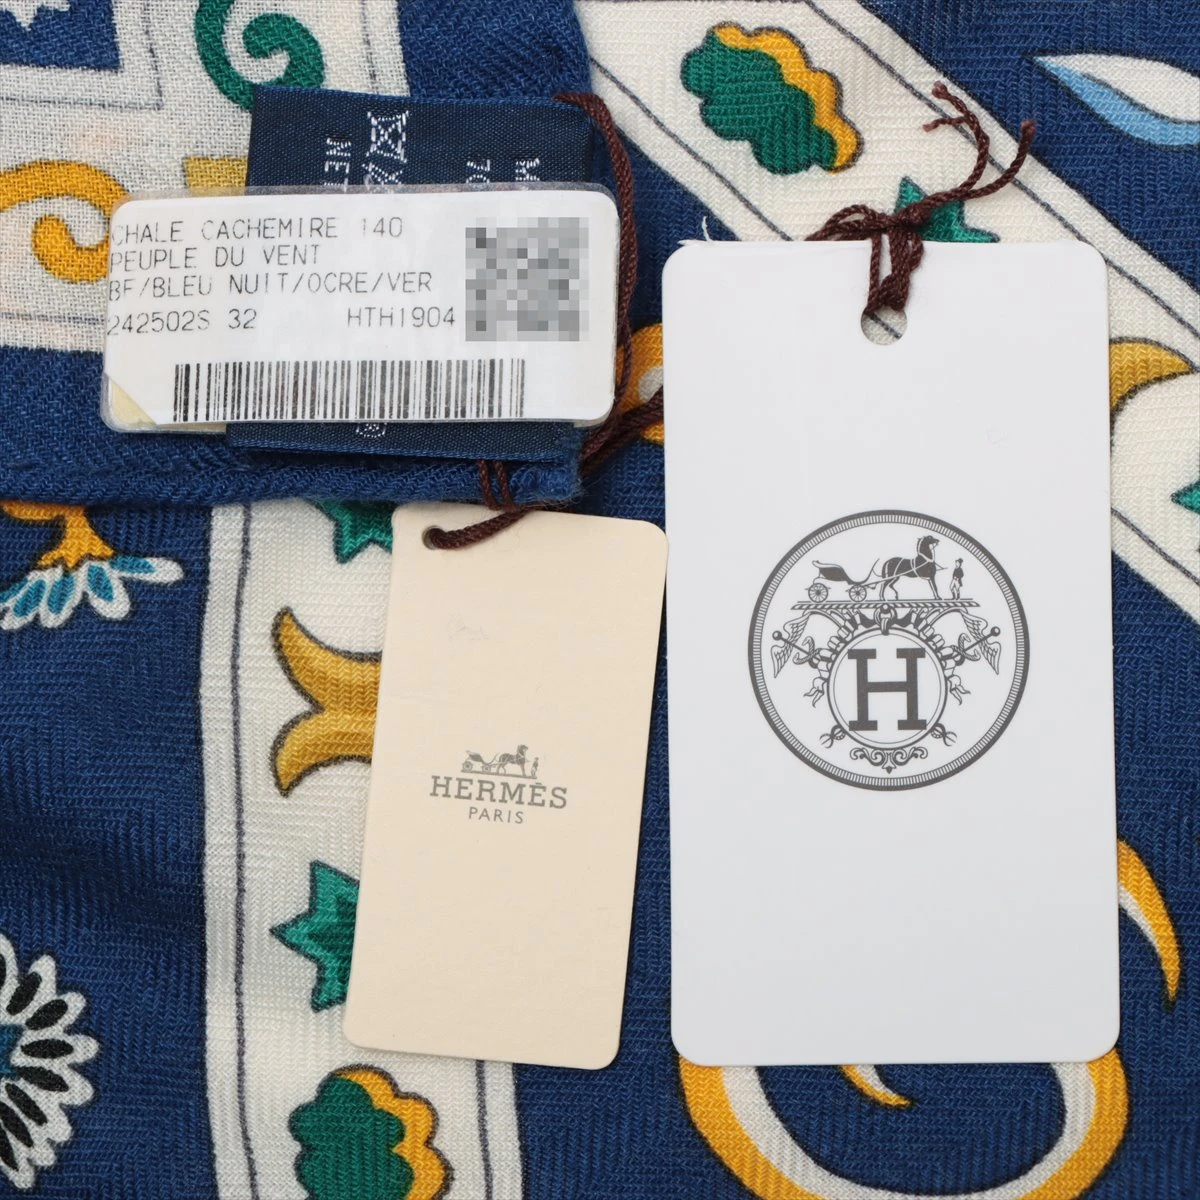 CHALE CACHEMIRE 140
PEUPLE DU VENT
BF/BLEU NUIT/OCRE/VER
242502S 32 HTH1904
HERMÈS
PARIS
H